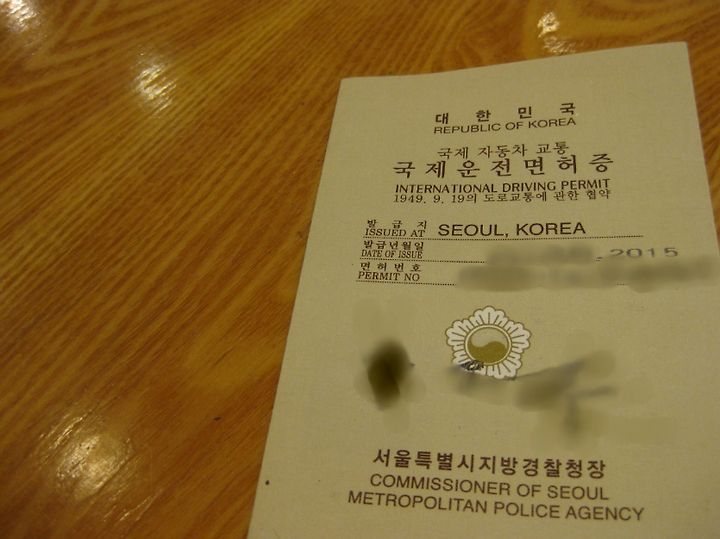 대한민국
REPUBLIC OF KOREA
국제 자동차 교통
국제운전면허증
INTERNATIONAL DRIVING PERMIT
1949. 9. 19의 도로교통에 관한 협약
발급지
ISSUED AT SEOUL, KOREA
발급년월일
DATE OF ISSUE .2015
면허번호
PERMIT NO
서울특별시지방경찰청장
COMMISSIONER OF SEOUL
METROPOLITAN POLICE AGENCY